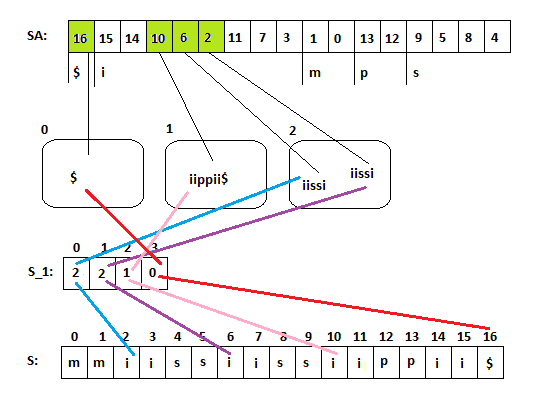 SA: 16 15 14 10 6 2 11 7 3 1 0 13 12 9 5 8 4
$ i m p s
0 1 2
$ iippii$ iissi iissi
0 1 2 3
S_1: 2 2 1 0
0 1 2 3 4 5 6 7 8 9 10 11 12 13 14 15 16
S: m m i i s s i i s s i i p p i i $